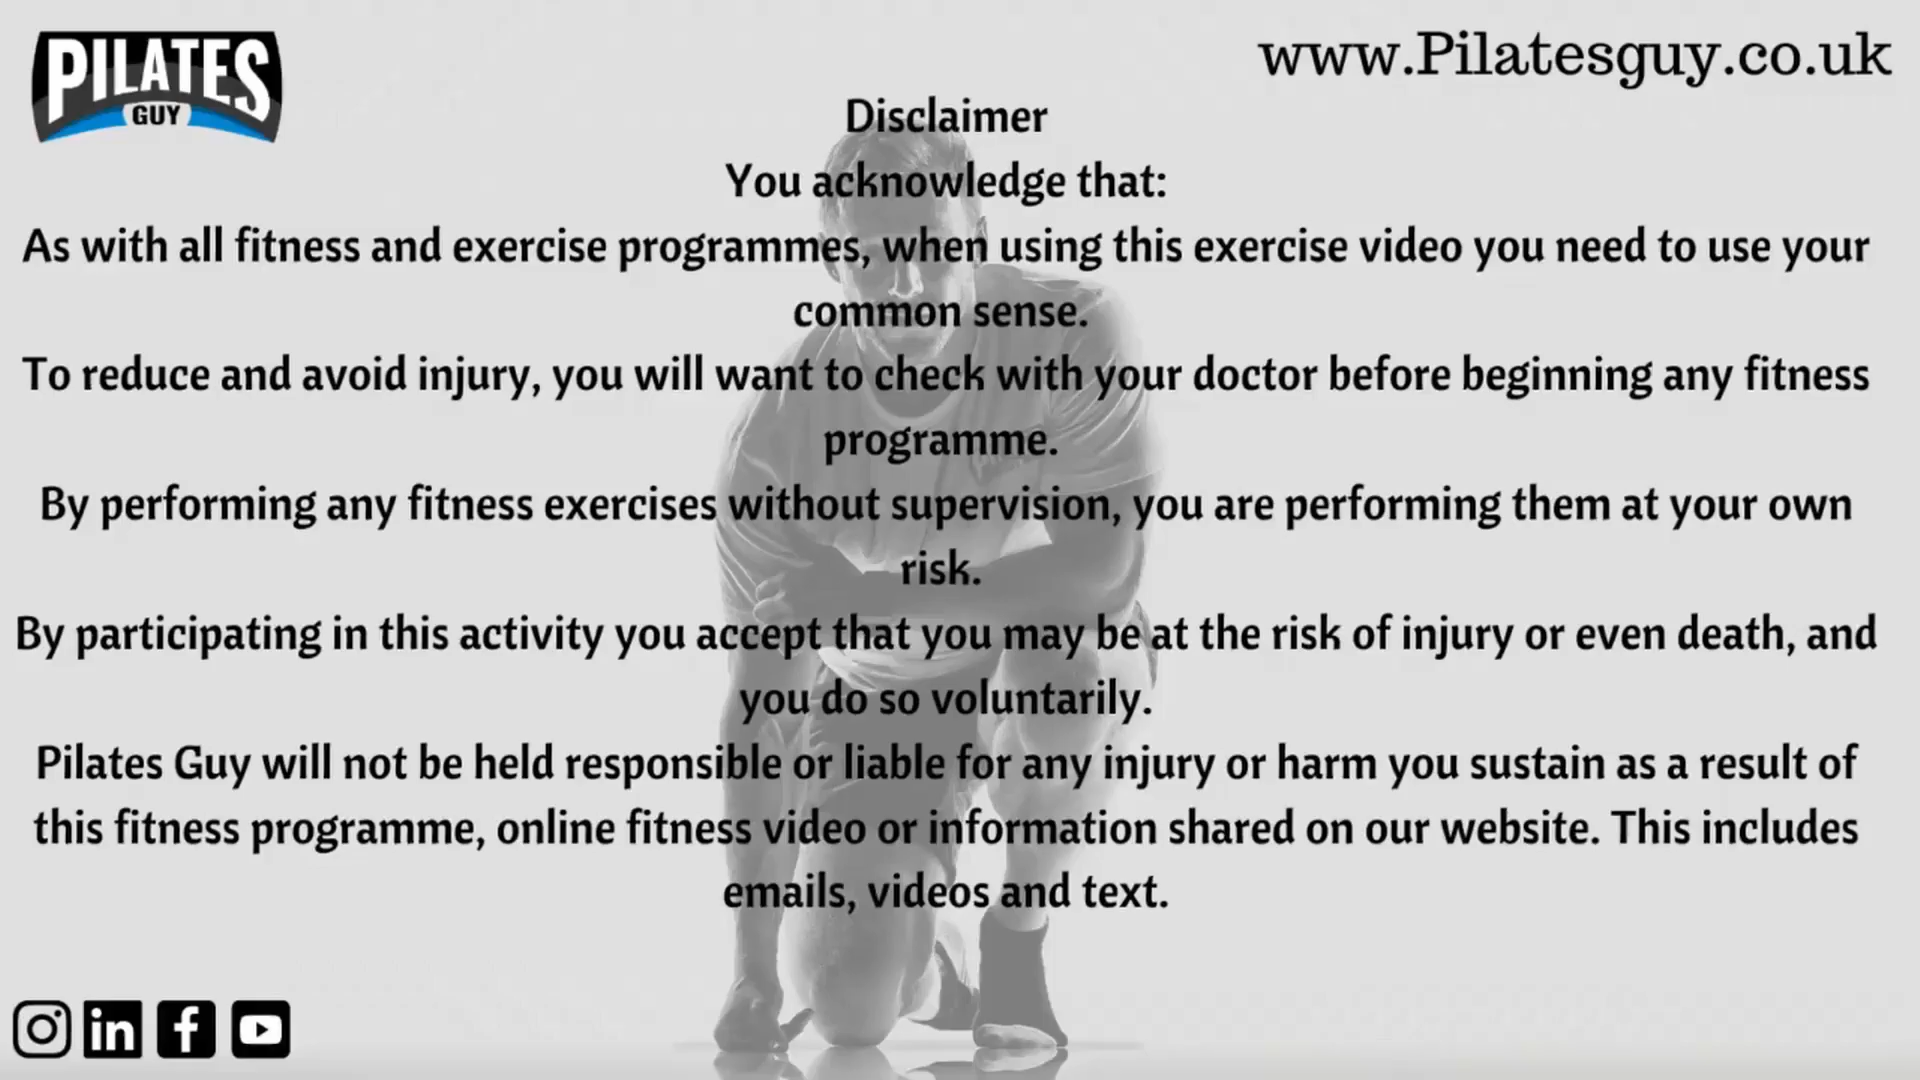 PILATES
GUY
www.Pilatesguy.co.uk
Disclaimer
You acknowledge that:
As with all fitness and exercise programmes, when using this exercise video you need to use your
common sense.
To reduce and avoid injury, you will want to check with your doctor before beginning any fitness
programme.
By performing any fitness exercises without supervision, you are performing them at your own
risk.
By participating in this activity you accept that you may be at the risk of injury or even death, and
you do so voluntarily.
Pilates Guy will not be held responsible or liable for any injury or harm you sustain as a result of
this fitness programme, online fitness video or information shared on our website. This includes
emails, videos and text.
in
f